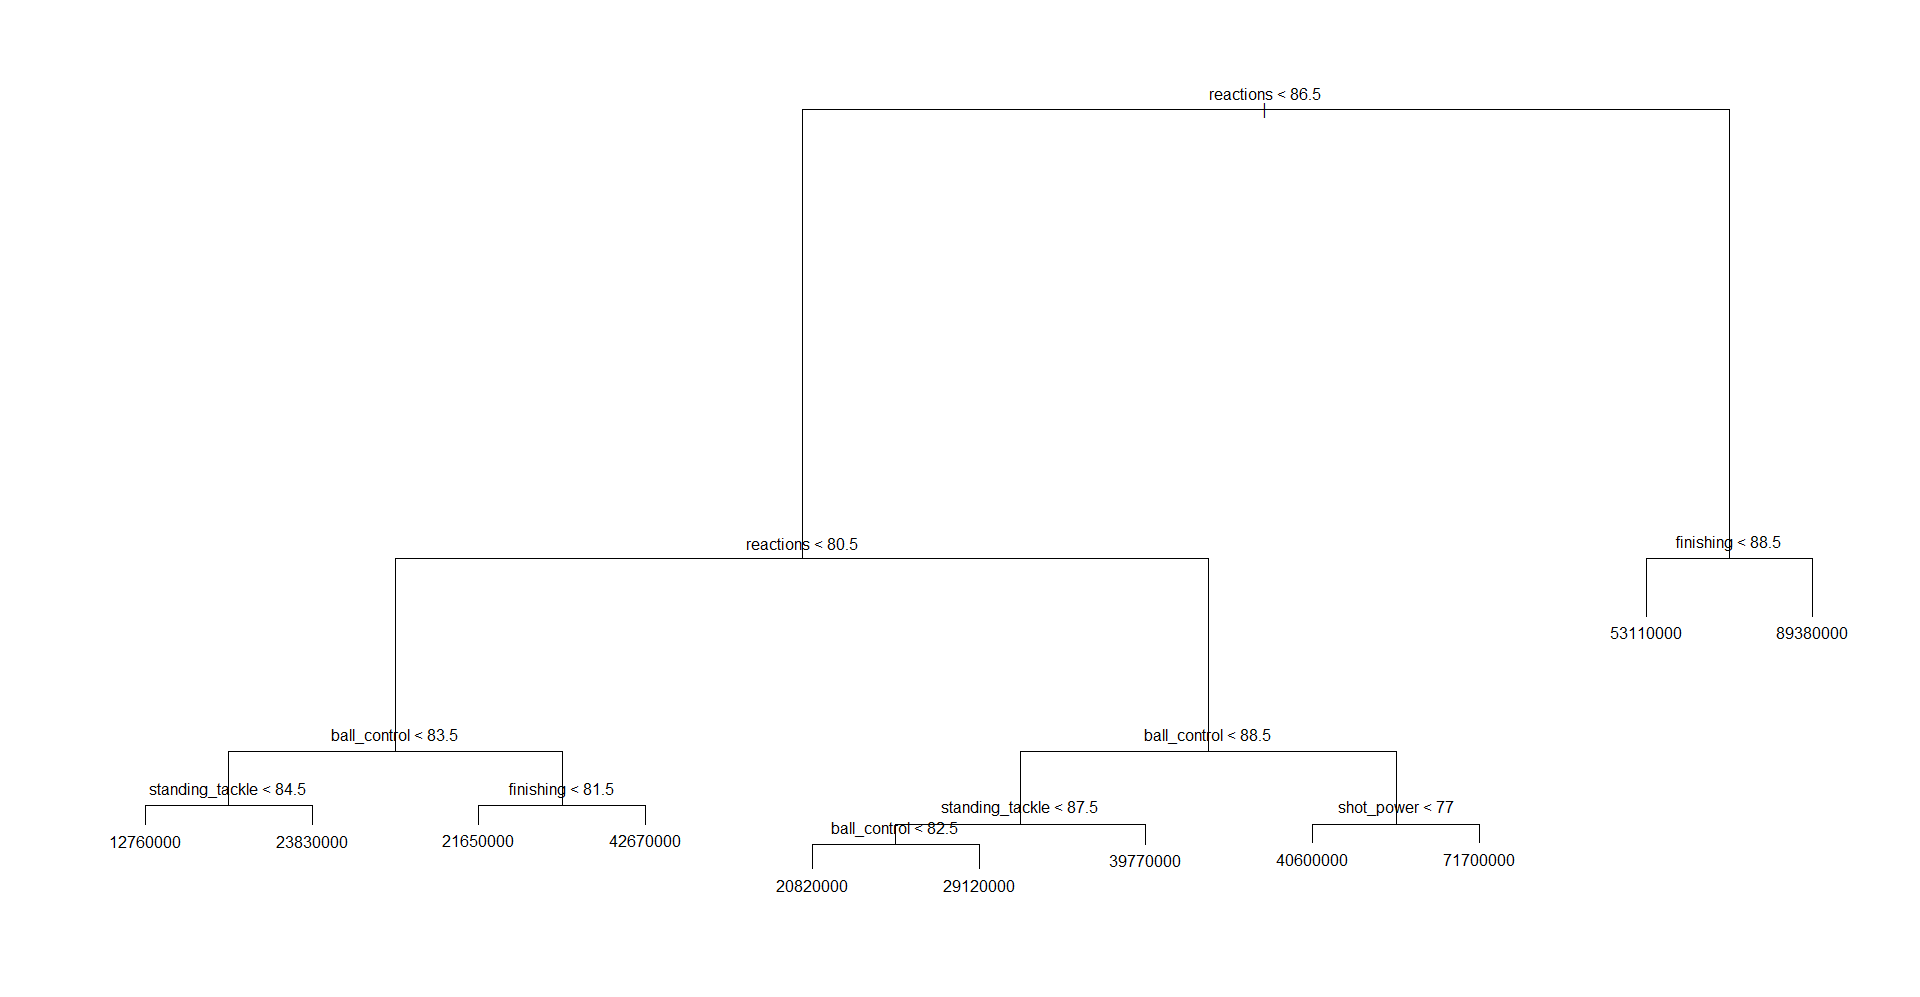 reactions < 86.5
reactions < 80.5
finishing < 88.5
53110000
89380000
ball_control < 83.5
ball_control < 88.5
standing_tackle < 84.5
finishing < 81.5
standing_tackle < 87.5
shot_power < 77
ball_control < 82.5
12760000
23830000
21650000
42670000
39770000
40600000
71700000
20820000
29120000